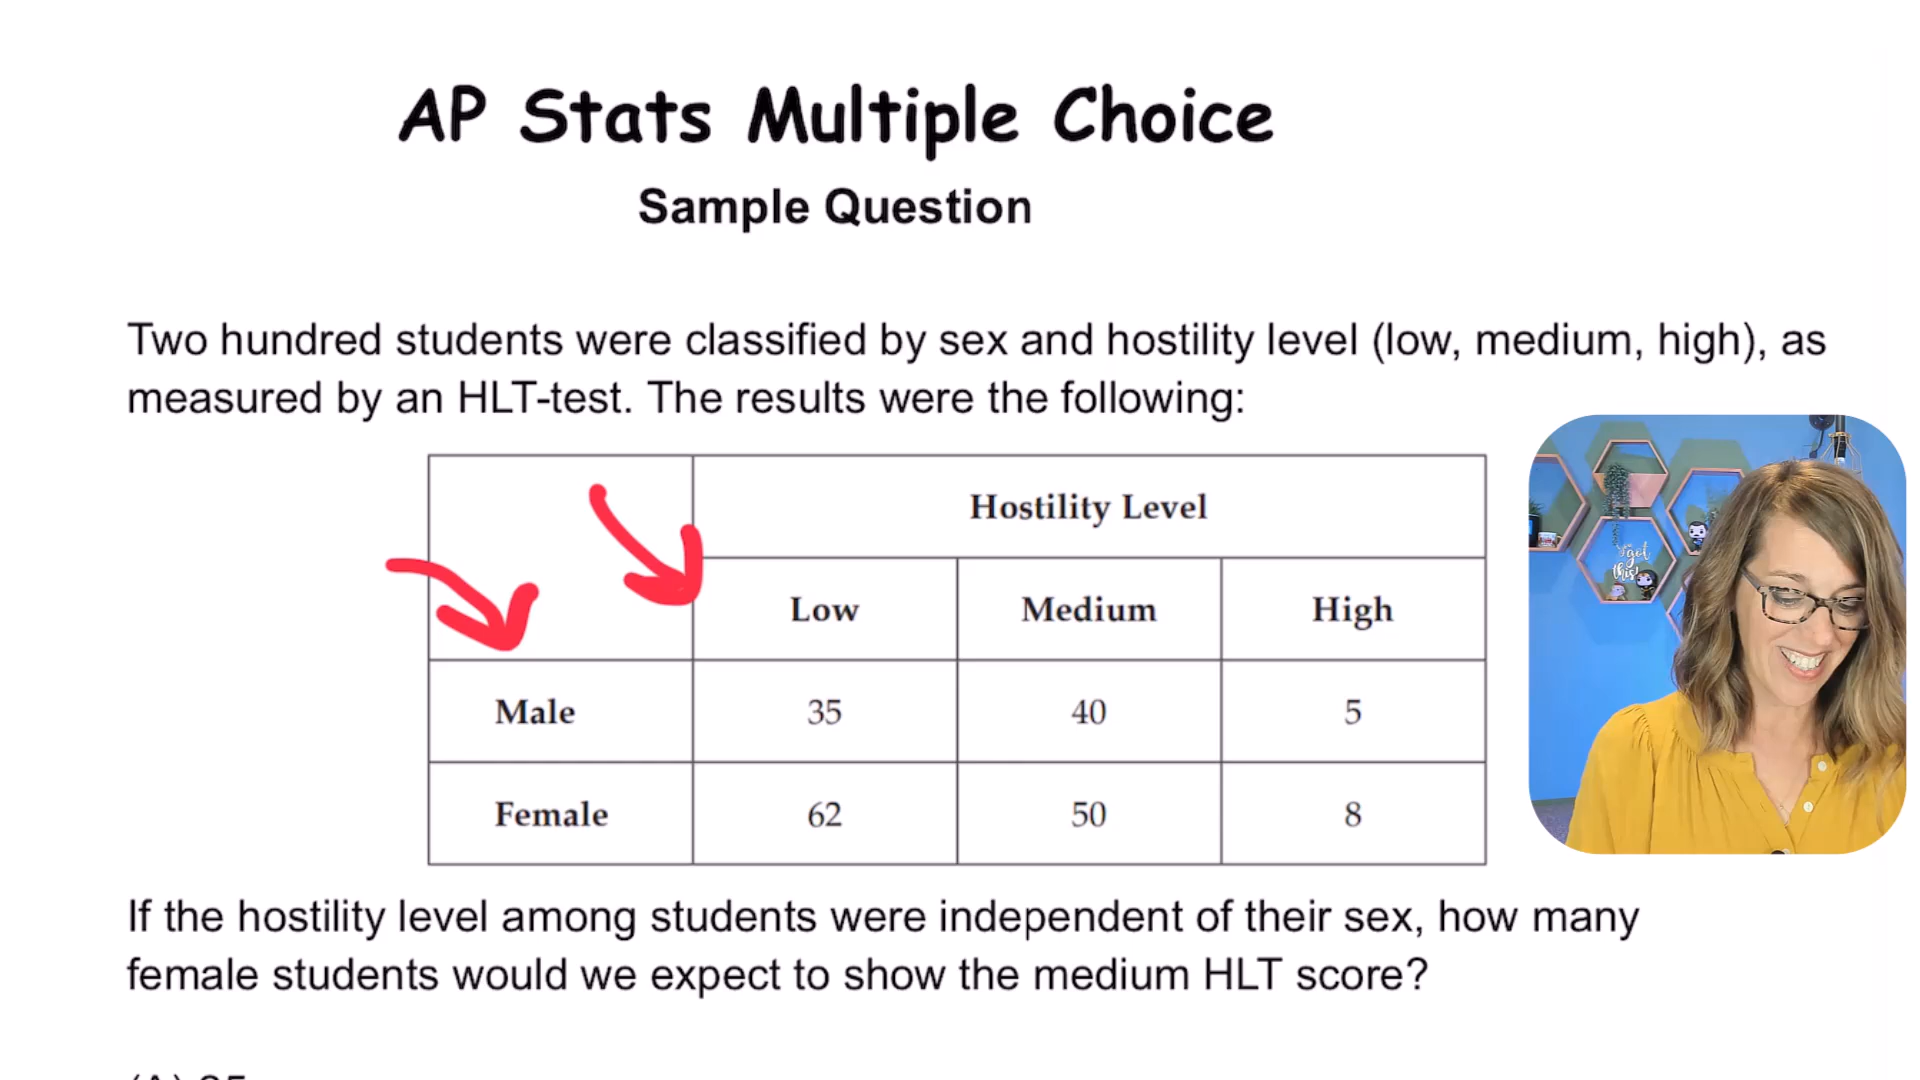 AP Stats Multiple Choice
Sample Question
Two hundred students were classified by sex and hostility level (low, medium, high), as
measured by an HLT-test. The results were the following:
Hostility Level
Low Medium High
Male 35 40 5
Female 62 50 8
got
this!
If the hostility level among students were independent of their sex, how many
female students would we expect to show the medium HLT score?